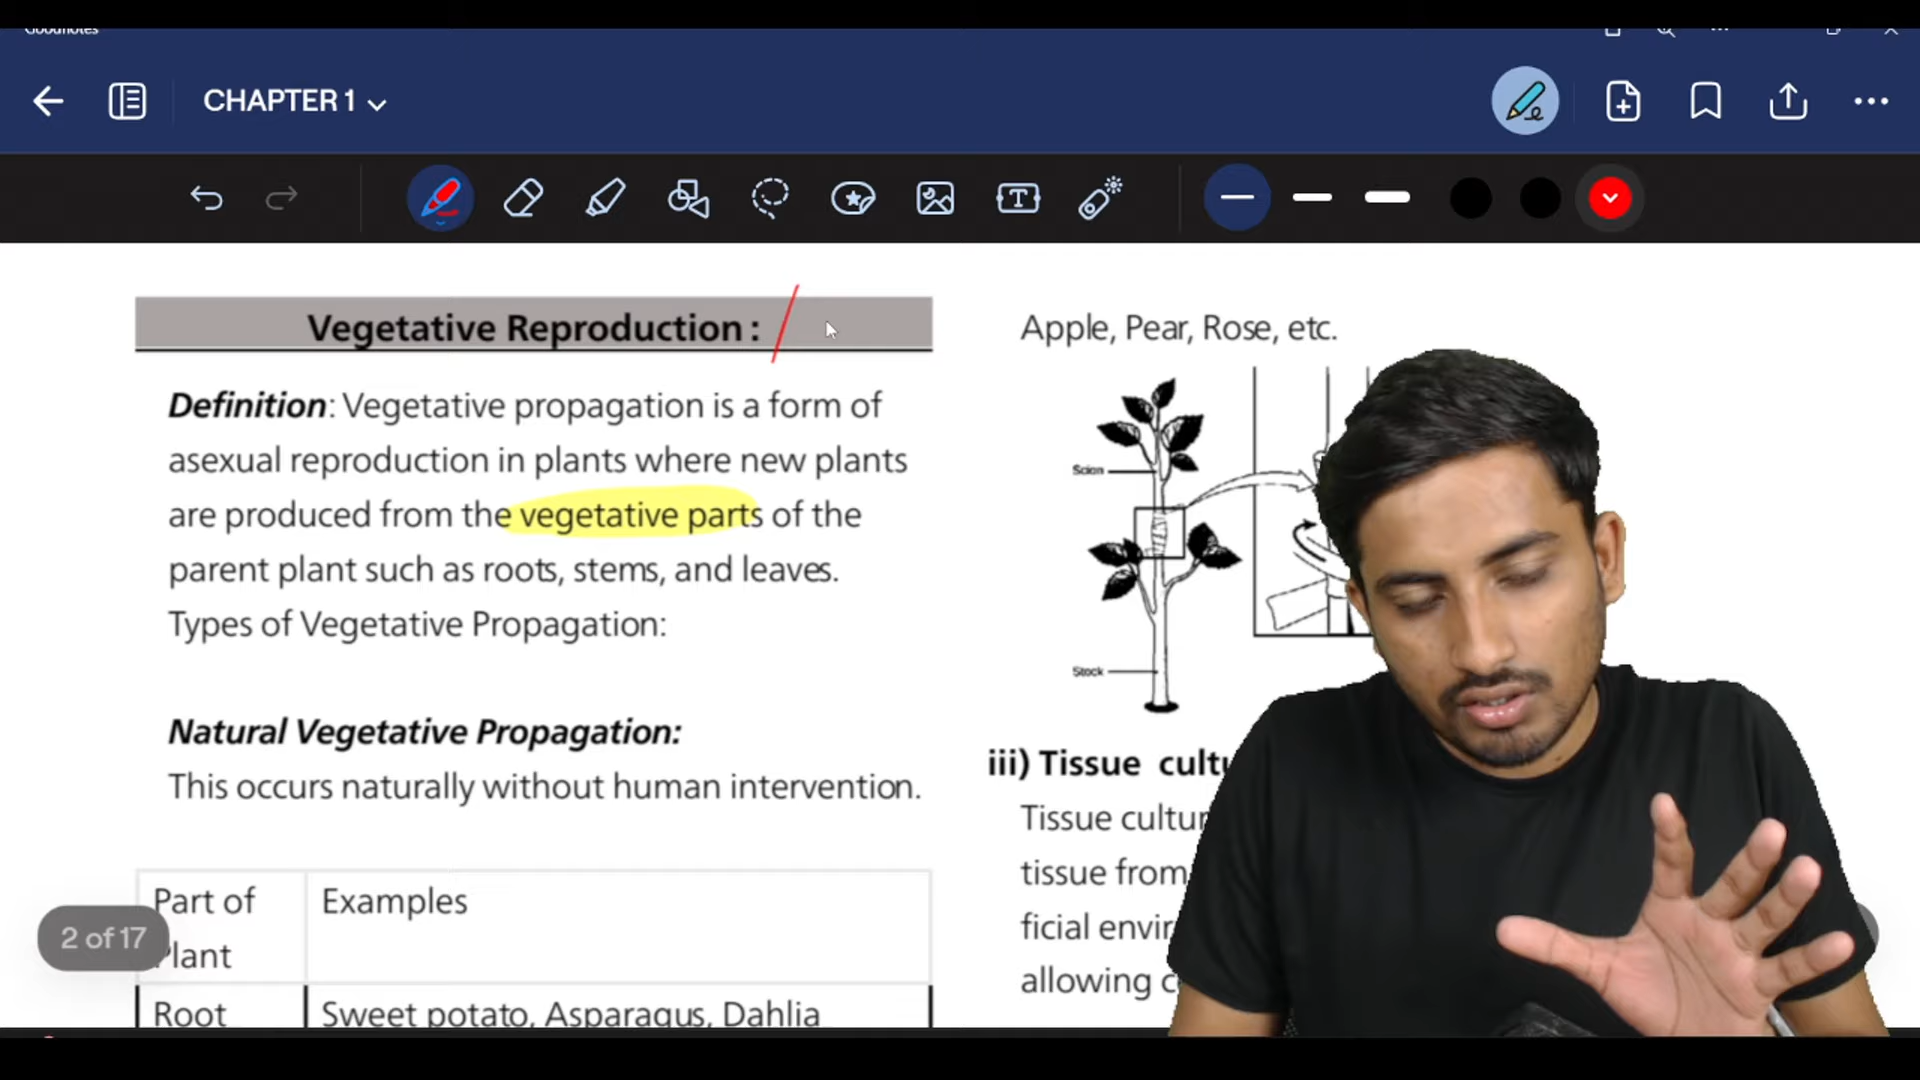 Goodnotes
CHAPTER 1
Vegetative Reproduction :
Definition: Vegetative propagation is a form of
asexual reproduction in plants where new plants
are produced from the vegetative parts of the
parent plant such as roots, stems, and leaves.
Types of Vegetative Propagation:
Natural Vegetative Propagation:
This occurs naturally without human intervention.
Part of
Plant
Examples
Root
Sweet potato, Asparagus, Dahlia
2 of 17
Apple, Pear, Rose, etc.
Scion
Stock
iii) Tissue cultu
Tissue cultur
tissue from
ficial envir
allowing c